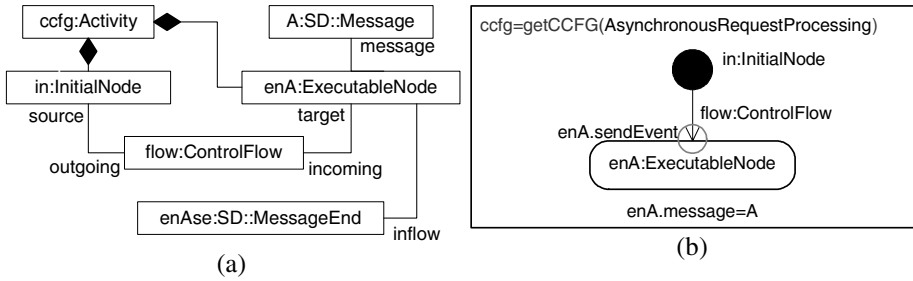 ccfg:Activity
A:SD::Message
message
in:InitialNode
enA:ExecutableNode
source
target
flow:ControlFlow
outgoing
incoming
enAse:SD::MessageEnd
inflow
(a)
ccfg=getCCFG(AsynchronousRequestProcessing)
in:InitialNode
flow:ControlFlow
enA.sendEvent
enA:ExecutableNode
enA.message=A
(b)